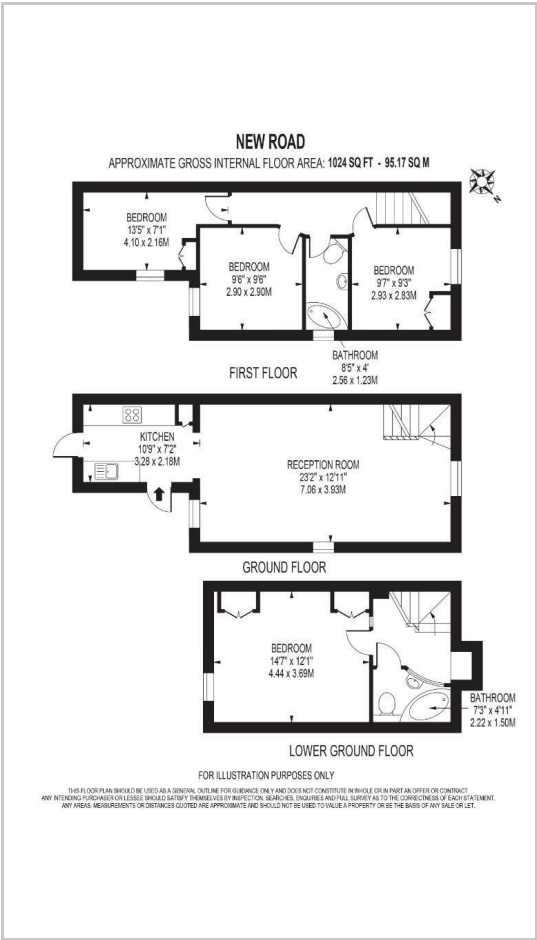 NEW ROAD
APPROXIMATE GROSS INTERNAL FLOOR AREA: 1024 SQ FT - 95.17 SQ M
N
BEDROOM
13'5" x 7'1"
4.10 x 2.16M
BEDROOM
9'6" x 9'6"
2.90 x 2.90M
BEDROOM
9'7" x 9'3"
2.93 x 2.83M
BATHROOM
8'5" x 4'
2.56 x 1.23M
FIRST FLOOR
KITCHEN
10'9" x 7'2"
3.28 x 2.18M
RECEPTION ROOM
23'2" x 12'11"
7.06 x 3.93M
GROUND FLOOR
BEDROOM
14'7" x 12'1"
4.44 x 3.69M
BATHROOM
7'3" x 4'11"
2.22 x 1.50M
LOWER GROUND FLOOR
FOR ILLUSTRATION PURPOSES ONLY
THIS FLOOR PLAN SHOULD BE USED AS A GENERAL OUTLINE FOR GUIDANCE ONLY AND DOES NOT CONSTITUTE IN WHOLE OR IN PART AN OFFER OR CONTRACT.
ANY INTENDING PURCHASER OR LESSEE SHOULD SATISFY THEMSELVES BY INSPECTION, SEARCHES, ENQUIRIES AND FULL SURVEY AS TO THE CORRECTNESS OF EACH STATEMENT.
ANY AREAS, MEASUREMENTS OR DISTANCES QUOTED ARE APPROXIMATE AND SHOULD NOT BE USED TO VALUE A PROPERTY OR BE THE BASIS OF ANY SALE OR LET.